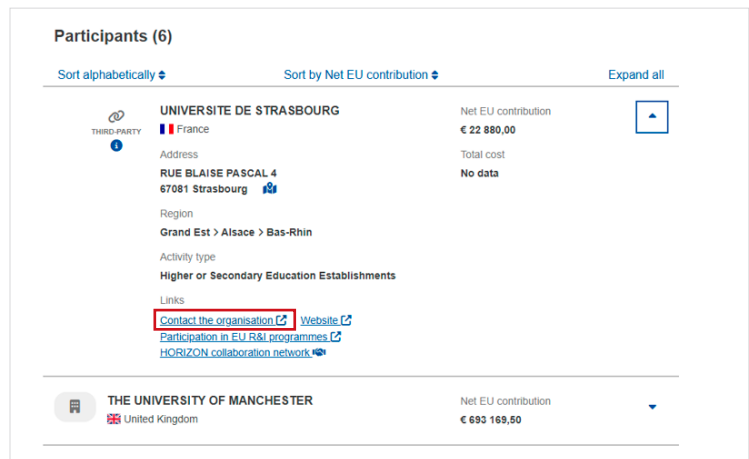 Participants (6)
Sort alphabetically
Sort by Net EU contribution
Expand all
THIRD-PARTY
UNIVERSITE DE STRASBOURG
France
Net EU contribution
€ 22 880,00
Address
RUE BLAISE PASCAL 4
67081 Strasbourg
Total cost
No data
Region
Grand Est > Alsace > Bas-Rhin
Activity type
Higher or Secondary Education Establishments
Links
Contact the organisation Website
Participation in EU R&I programmes
HORIZON collaboration network
THE UNIVERSITY OF MANCHESTER
United Kingdom
Net EU contribution
€ 693 169,50